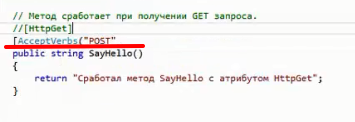 // Метод сработает при получении GET запроса.
//[HttpGet]
[AcceptVerbs("POST"
public string SayHello()
{
return "Сработал метод SayHello с атрибутом HttpGet";
}